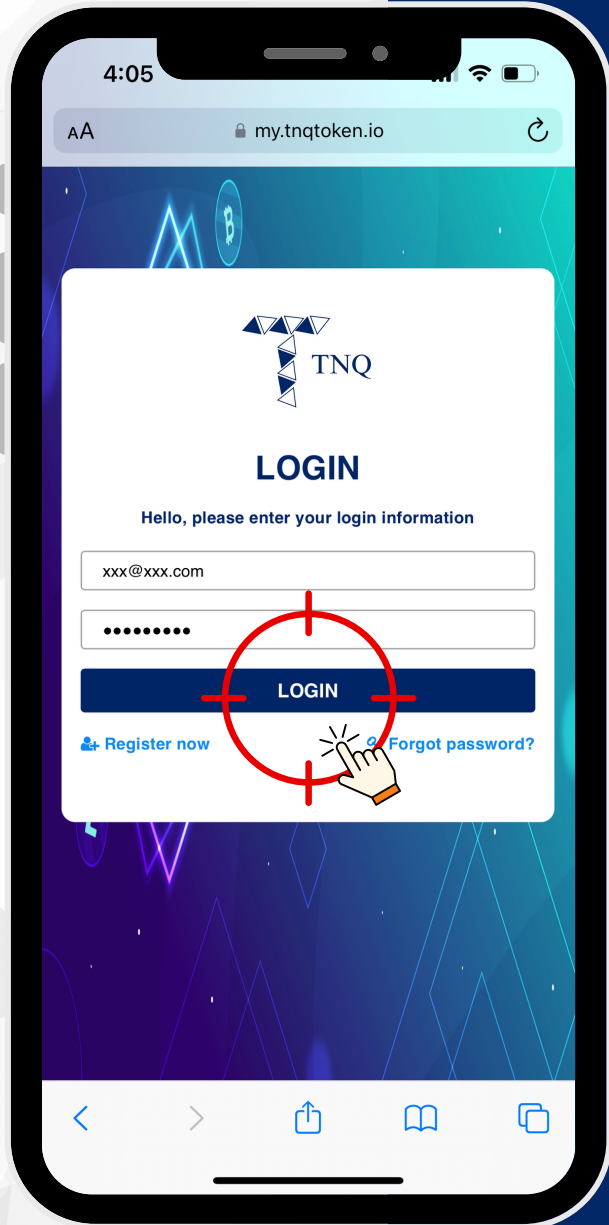 4:05
AA my.tnqtoken.io
TNQ
LOGIN
Hello, please enter your login information
xxx@xxx.com
•••••••••
LOGIN
Register now Forgot password?